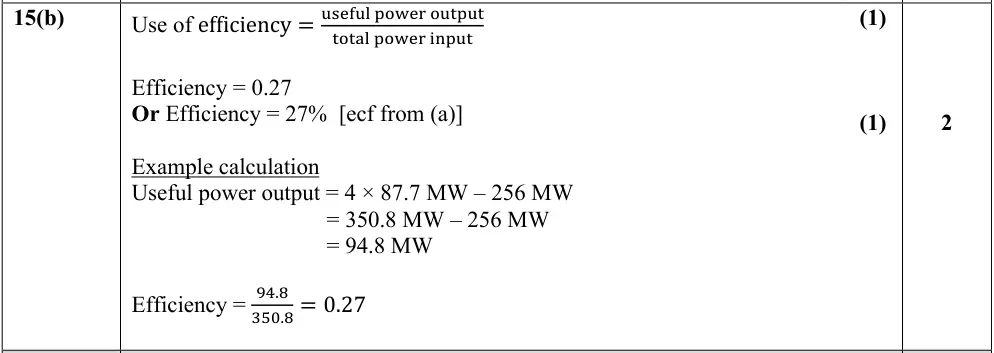 15(b)
Use of efficiency = useful power output / total power input (1)
Efficiency = 0.27
Or Efficiency = 27% [ecf from (a)]
(1) 2
Example calculation
Useful power output = 4 × 87.7 MW – 256 MW
= 350.8 MW – 256 MW
= 94.8 MW
Efficiency = 94.8 / 350.8 = 0.27